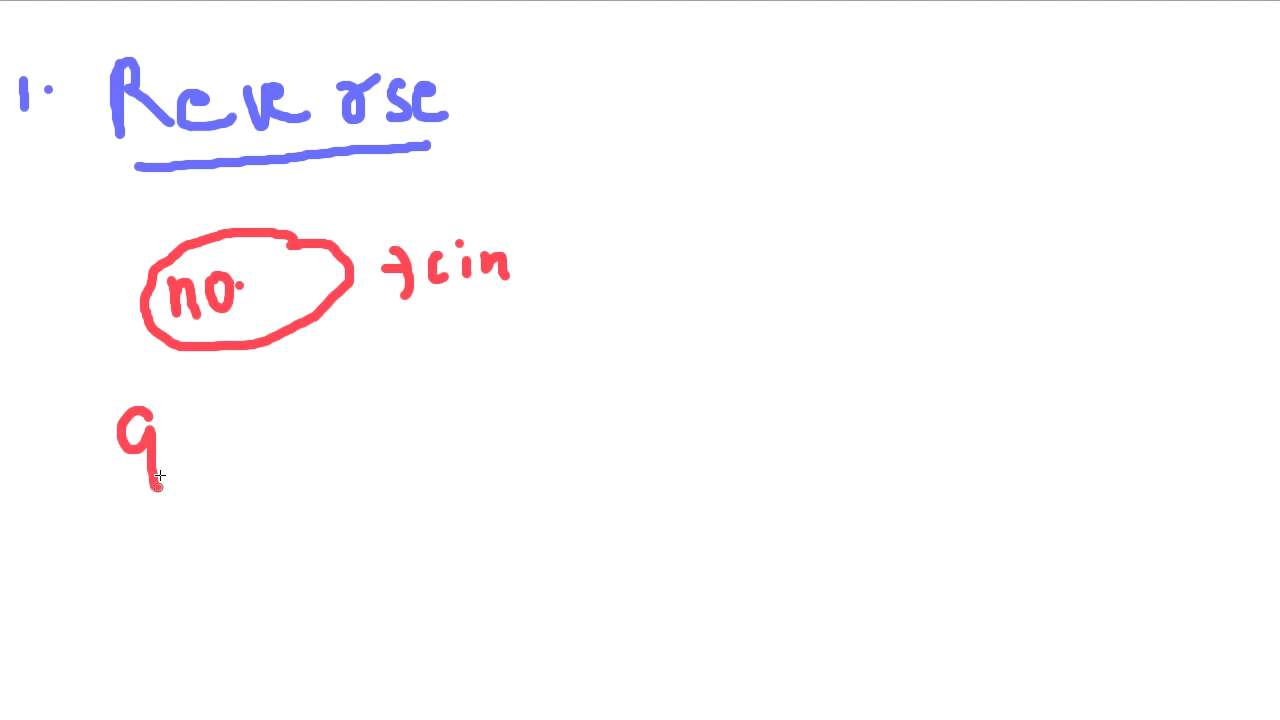 1. Reverse
no. → cin
9